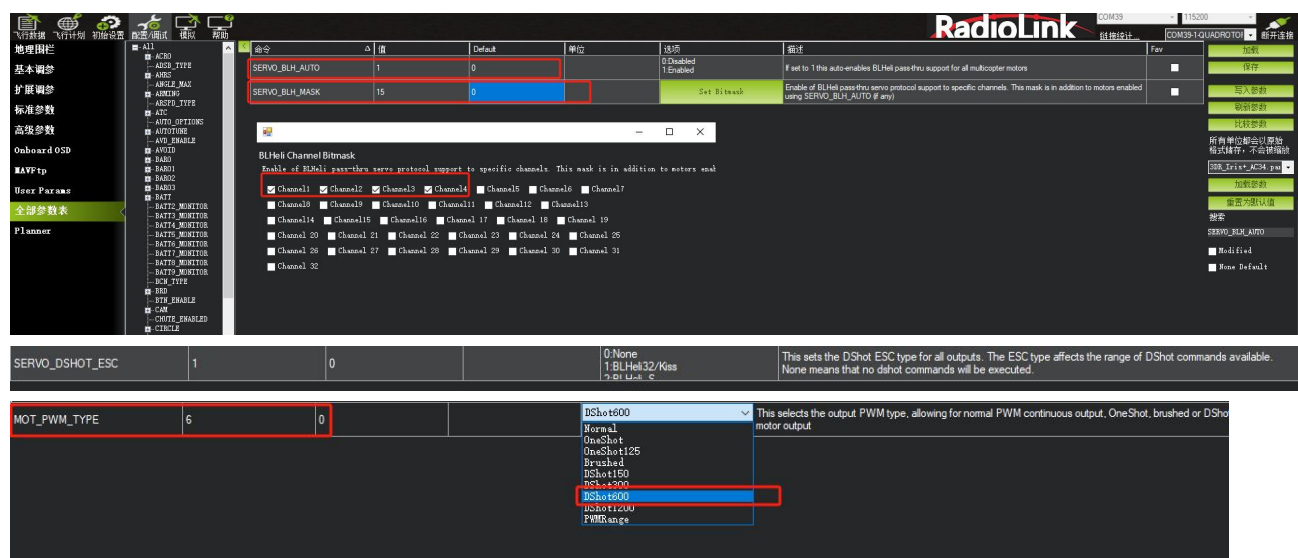 RadioLink
COM39
115200
飞行数据 飞行计划 初始设置 配置/调试 模拟 帮助
链接统计...
COM39-1-QUADROTOR
断开连接
地理围栏
基本调参
扩展调参
标准参数
高级参数
Onboard OSD
MAVFtp
User Params
全部参数表
Planner
All
ACRO
ADSB_TYPE
AHRS
ANGLE_MAX
ARMING
ARSPD_TYPE
ATC
AUTO_OPTIONS
AUTOTUNE
AVD_ENABLE
AVOID
BARO
BARO1
BARO2
BARO3
BATT
BATT2_MONITOR
BATT3_MONITOR
BATT4_MONITOR
BATT5_MONITOR
BATT6_MONITOR
BATT7_MONITOR
BATT8_MONITOR
BATT9_MONITOR
BCN_TYPE
BRD
BTN_ENABLE
CAM
CHUTE_ENABLED
CIRCLE
命令 值 Default 单位 选项 描述 Fav
SERVO_BLH_AUTO 1 0 0:Disabled
1:Enabled
If set to 1 this auto-enables BLHeli pass-thru support for all multicopter motors
SERVO_BLH_MASK 15 0 Set Bitmask
Enable of BLHeli pass-thru servo protocol support to specific channels. This mask is in addition to motors enabled
using SERVO_BLH_AUTO (if any)
BLHeli Channel Bitmask
Enable of BLHeli pass-thru servo protocol support to specific channels. This mask is in addition to motors enab
Channel1 Channel2 Channel3 Channel4 Channel5 Channel6 Channel7
Channel8 Channel9 Channel10 Channel11 Channel12 Channel13
Channel14 Channel15 Channel16 Channel 17 Channel 18 Channel 19
Channel 20 Channel 21 Channel 22 Channel 23 Channel 24 Channel 25
Channel 26 Channel 27 Channel 28 Channel 29 Channel 30 Channel 31
Channel 32
加载
保存
写入参数
刷新参数
比较参数
所有单位都会以原始
格式储存，不会被缩放
3DR_Iris+_AC34.par
加载参数
重置为默认值
搜索
SERVO_BLH_AUTO
Modified
None Default
SERVO_DSHOT_ESC 1 0 0:None
1:BLHeli32/Kiss
2:BLHeli_S
This sets the DShot ESC type for all outputs. The ESC type affects the range of DShot commands available.
None means that no dshot commands will be executed.
MOT_PWM_TYPE 6 0 DShot600
This selects the output PWM type, allowing for normal PWM continuous output, OneShot, brushed or DSho
motor output
Normal
OneShot
OneShot125
Brushed
DShot150
DShot300
DShot600
DShot1200
PWMRange